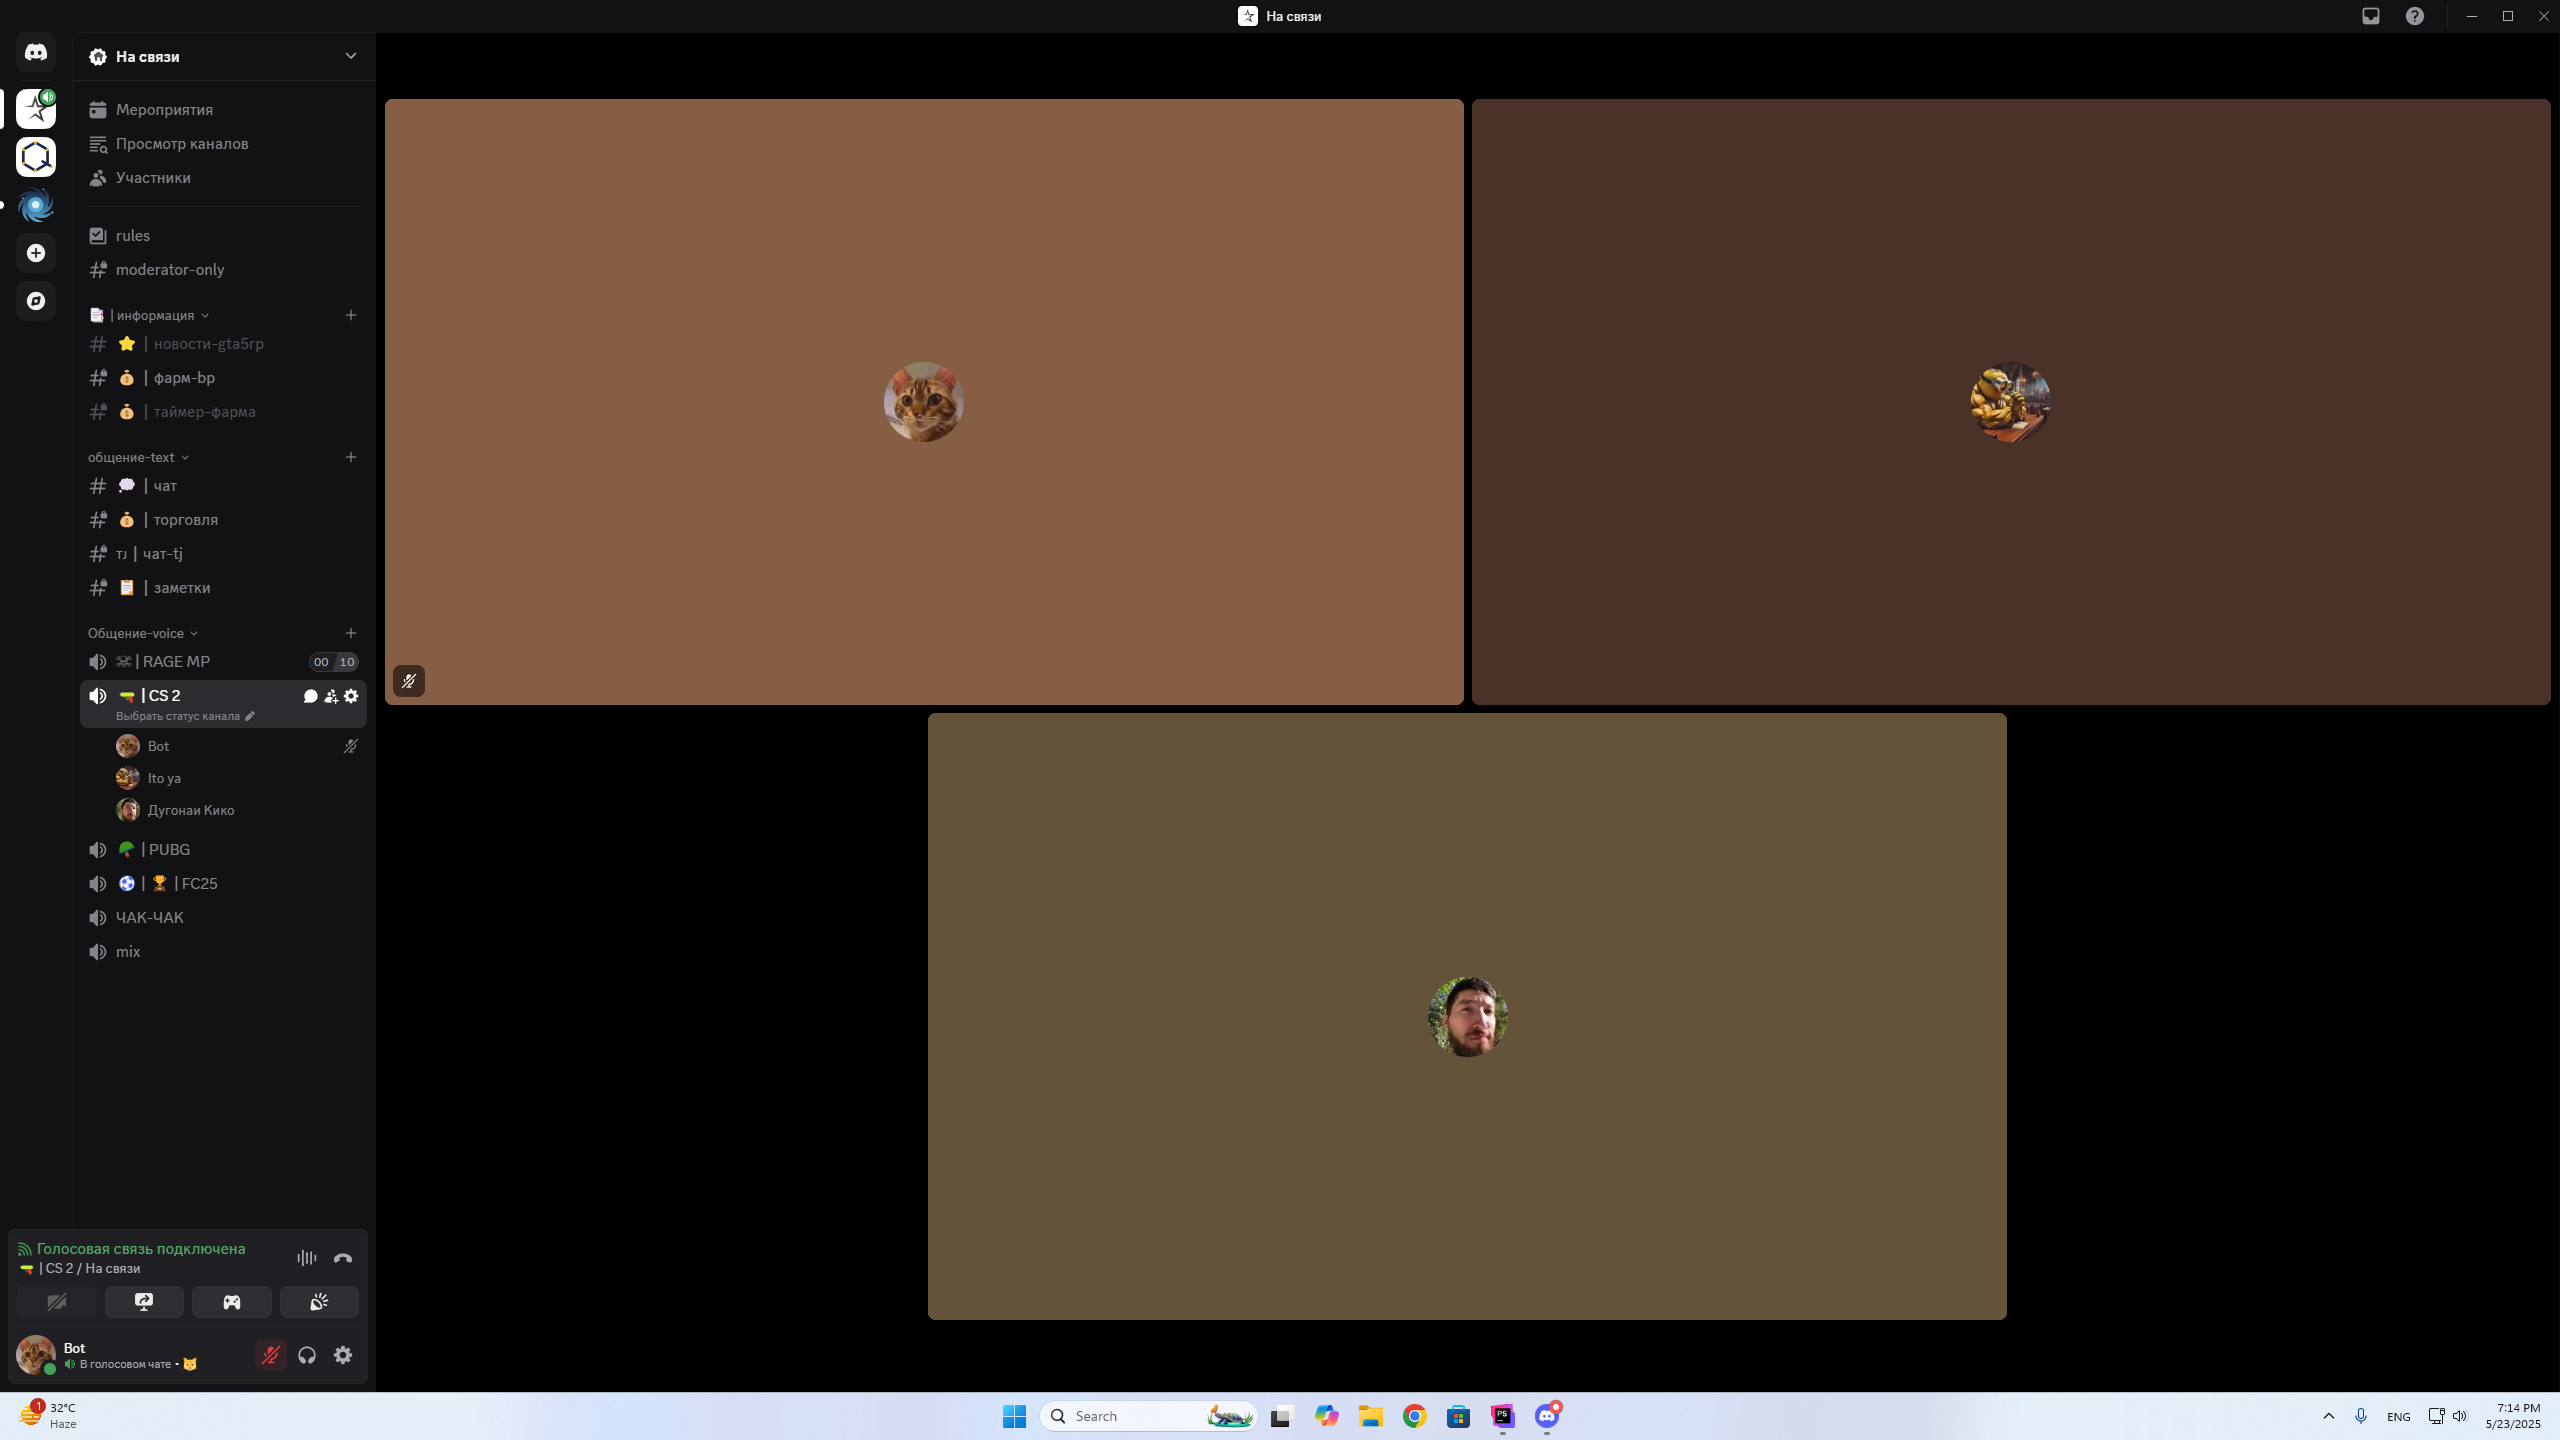 На связи
На связи
Мероприятия
Просмотр каналов
Участники
rules
moderator-only
| информация
| новости-gta5rp
| фарм-bp
| таймер-фарма
общение-text
| чат
| торговля
TJ | чат-tj
| заметки
Общение-voice
| RAGE MP 00 10
| CS 2
Выбрать статус канала
Bot
Ito ya
Дугонаи Кико
| PUBG
| | FC25
ЧАК-ЧАК
mix
Голосовая связь подключена
| CS 2 / На связи
Bot
В голосовом чате •
1
32°C
Haze
Search
PS
ENG
7:14 PM
5/23/2025